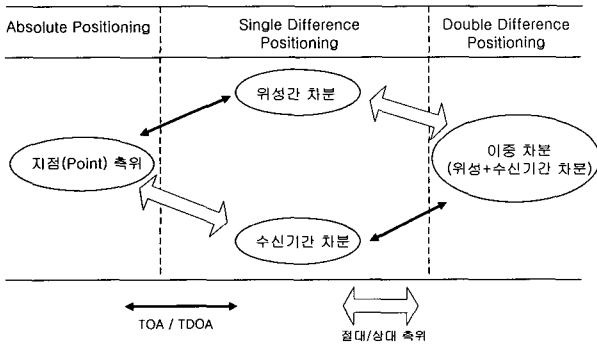 Absolute Positioning
Single Difference
Positioning
Double Difference
Positioning
위성간 차분
지점(Point) 측위
이중 차분
(위성+수신기간 차분)
수신기간 차분
TOA / TDOA
절대/상대 측위